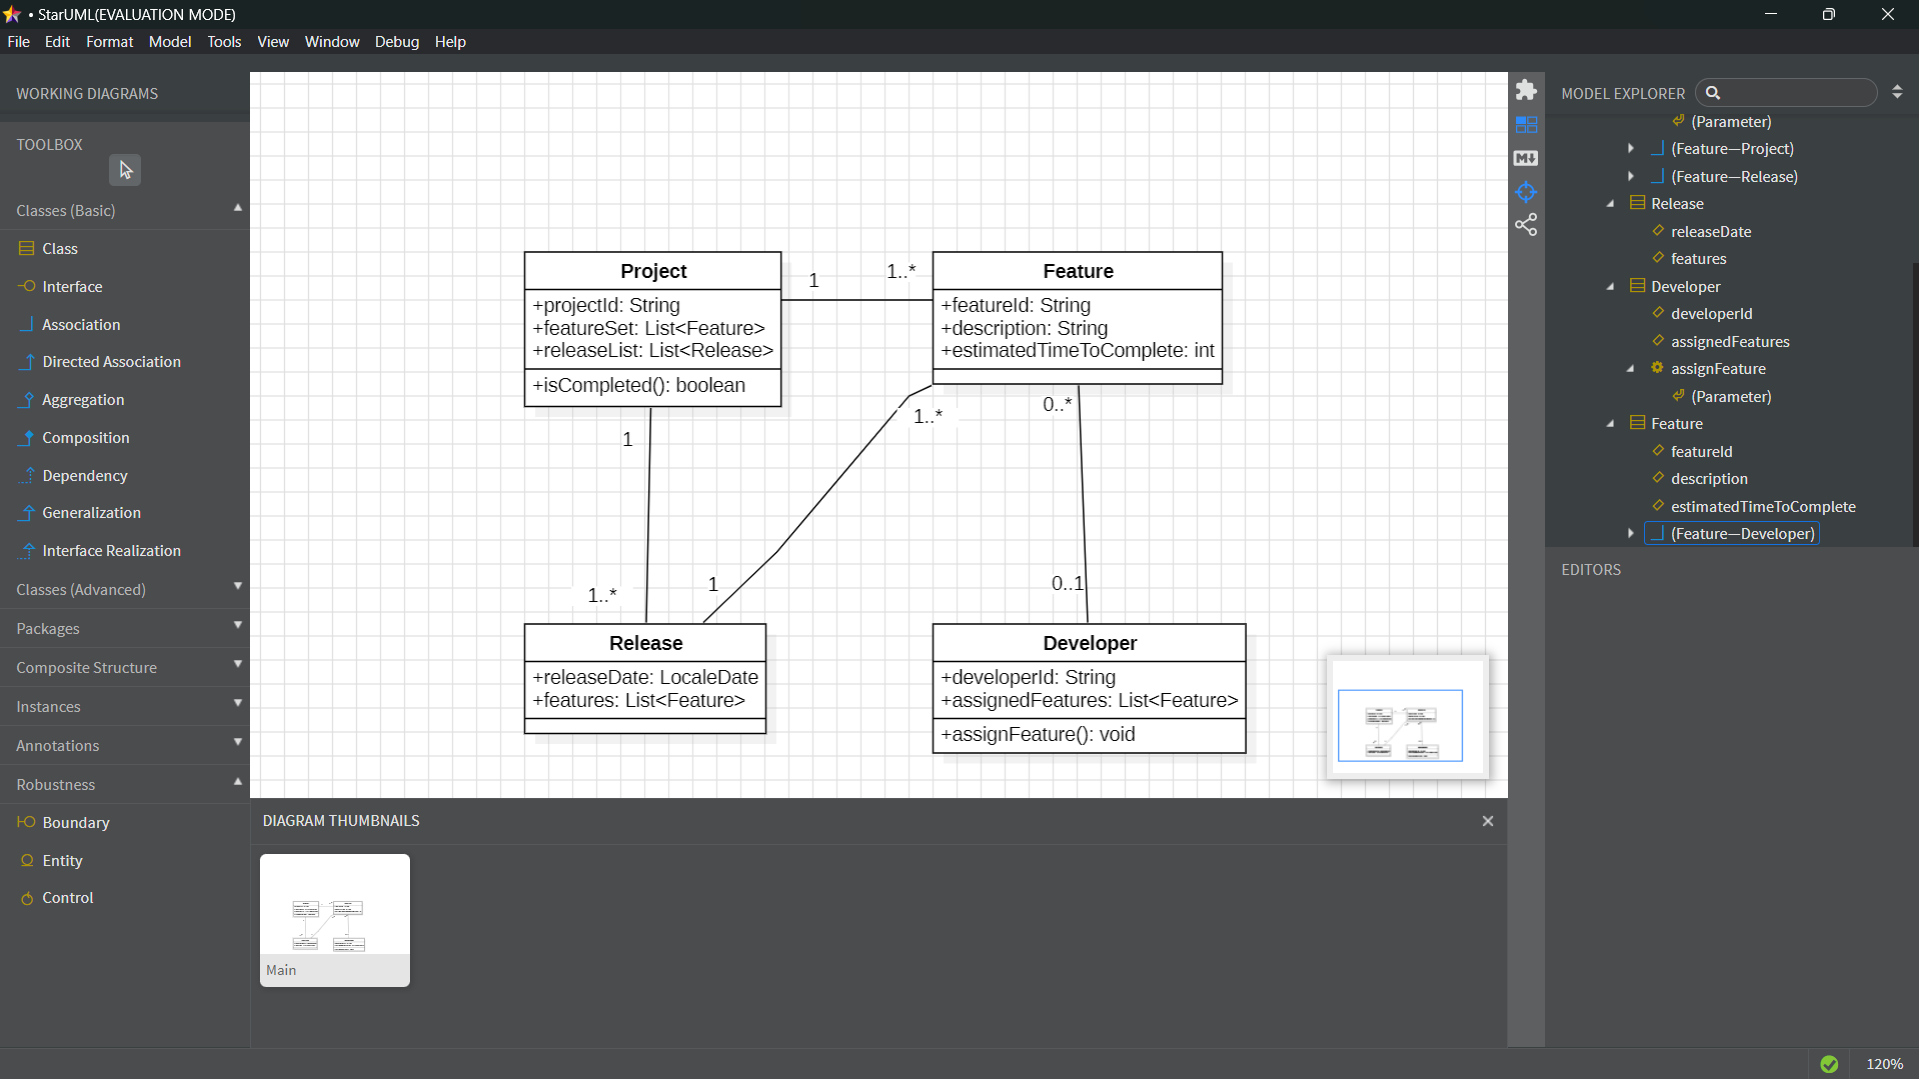 • StarUML(EVALUATION MODE)
File Edit Format Model Tools View Window Debug Help
WORKING DIAGRAMS
TOOLBOX
Classes (Basic)
Class
Interface
Association
Directed Association
Aggregation
Composition
Dependency
Generalization
Interface Realization
Classes (Advanced)
Packages
Composite Structure
Instances
Annotations
Robustness
Boundary
Entity
Control
Project
+projectId: String
+featureSet: List<Feature>
+releaseList: List<Release>
+isCompleted(): boolean
1
1..*
Feature
+featureId: String
+description: String
+estimatedTimeToComplete: int
1
1..*
0..*
1..*
1
0..1
Release
+releaseDate: LocaleDate
+features: List<Feature>
Developer
+developerId: String
+assignedFeatures: List<Feature>
+assignFeature(): void
DIAGRAM THUMBNAILS
Main
MODEL EXPLORER
(Parameter)
(Feature—Project)
(Feature—Release)
Release
releaseDate
features
Developer
developerId
assignedFeatures
assignFeature
(Parameter)
Feature
featureId
description
estimatedTimeToComplete
(Feature—Developer)
EDITORS
120%